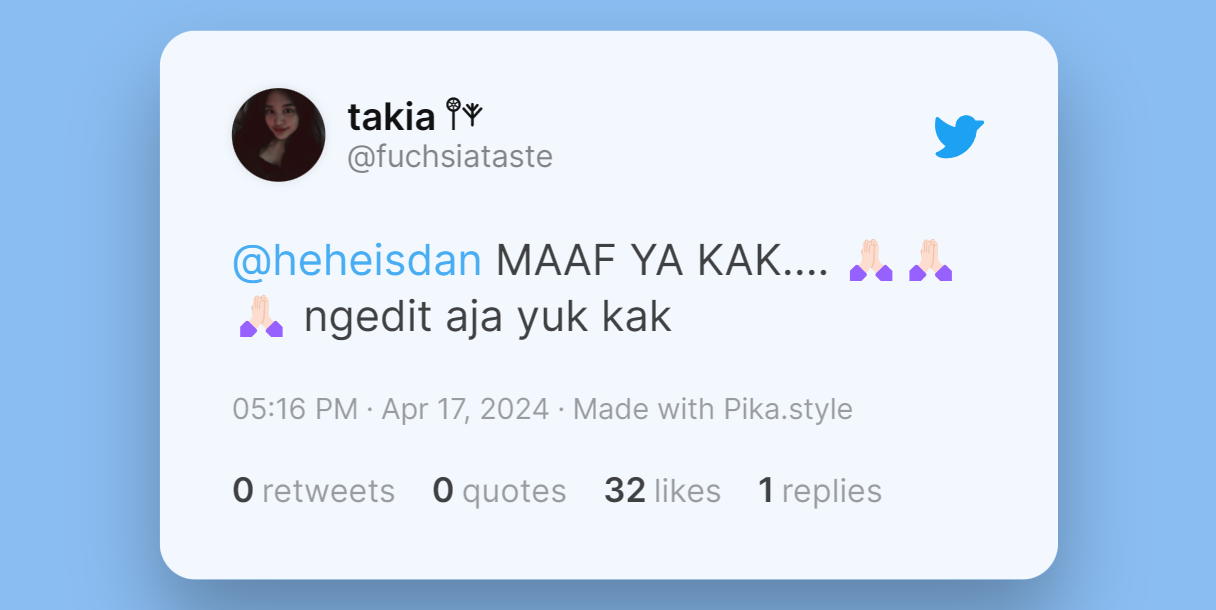 takia 𖥸𖤣
@fuchsiataste
@heheisdan MAAF YA KAK.... 🙏🏻 🙏🏻
🙏🏻 ngedit aja yuk kak
05:16 PM · Apr 17, 2024 · Made with Pika.style
0 retweets 0 quotes 32 likes 1 replies